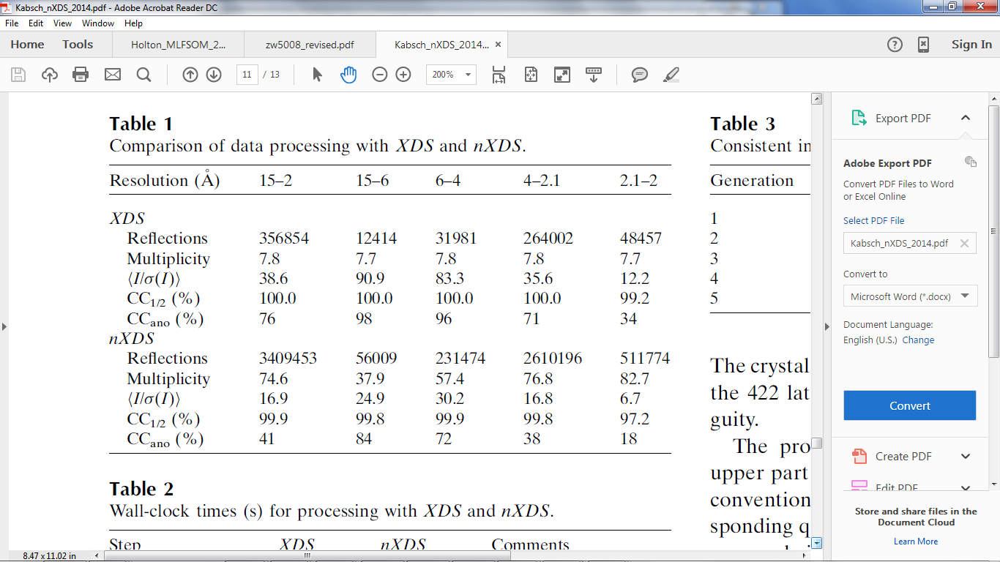 Kabsch_nXDS_2014.pdf - Adobe Acrobat Reader DC
File Edit View Window Help
Home Tools Holton_MLFSOM_2... zw5008_revised.pdf Kabsch_nXDS_2014... × Sign In
11 / 13 200%
Table 1
Comparison of data processing with XDS and nXDS.
Resolution (Å) 15–2 15–6 6–4 4–2.1 2.1–2
XDS
Reflections 356854 12414 31981 264002 48457
Multiplicity 7.8 7.7 7.8 7.8 7.7
⟨I/σ(I)⟩ 38.6 90.9 83.3 35.6 12.2
CC1/2 (%) 100.0 100.0 100.0 100.0 99.2
CCano (%) 76 98 96 71 34
nXDS
Reflections 3409453 56009 231474 2610196 511774
Multiplicity 74.6 37.9 57.4 76.8 82.7
⟨I/σ(I)⟩ 16.9 24.9 30.2 16.8 6.7
CC1/2 (%) 99.9 99.8 99.9 99.8 97.2
CCano (%) 41 84 72 38 18
Table 2
Wall-clock times (s) for processing with XDS and nXDS.
Step XDS nXDS Comments
Table 3
Consistent in
Generation
1
2
3
4
5
The crystal
the 422 lat
guity.
The pro
upper part
convention
sponding q
Export PDF
Adobe Export PDF
Convert PDF Files to Word
or Excel Online
Select PDF File
Kabsch_nXDS_2014.pdf ×
Convert to
Microsoft Word (*.docx)
Document Language:
English (U.S.) Change
Convert
Create PDF
Edit PDF
Store and share files in the
Document Cloud
Learn More
8.47 x 11.02 in